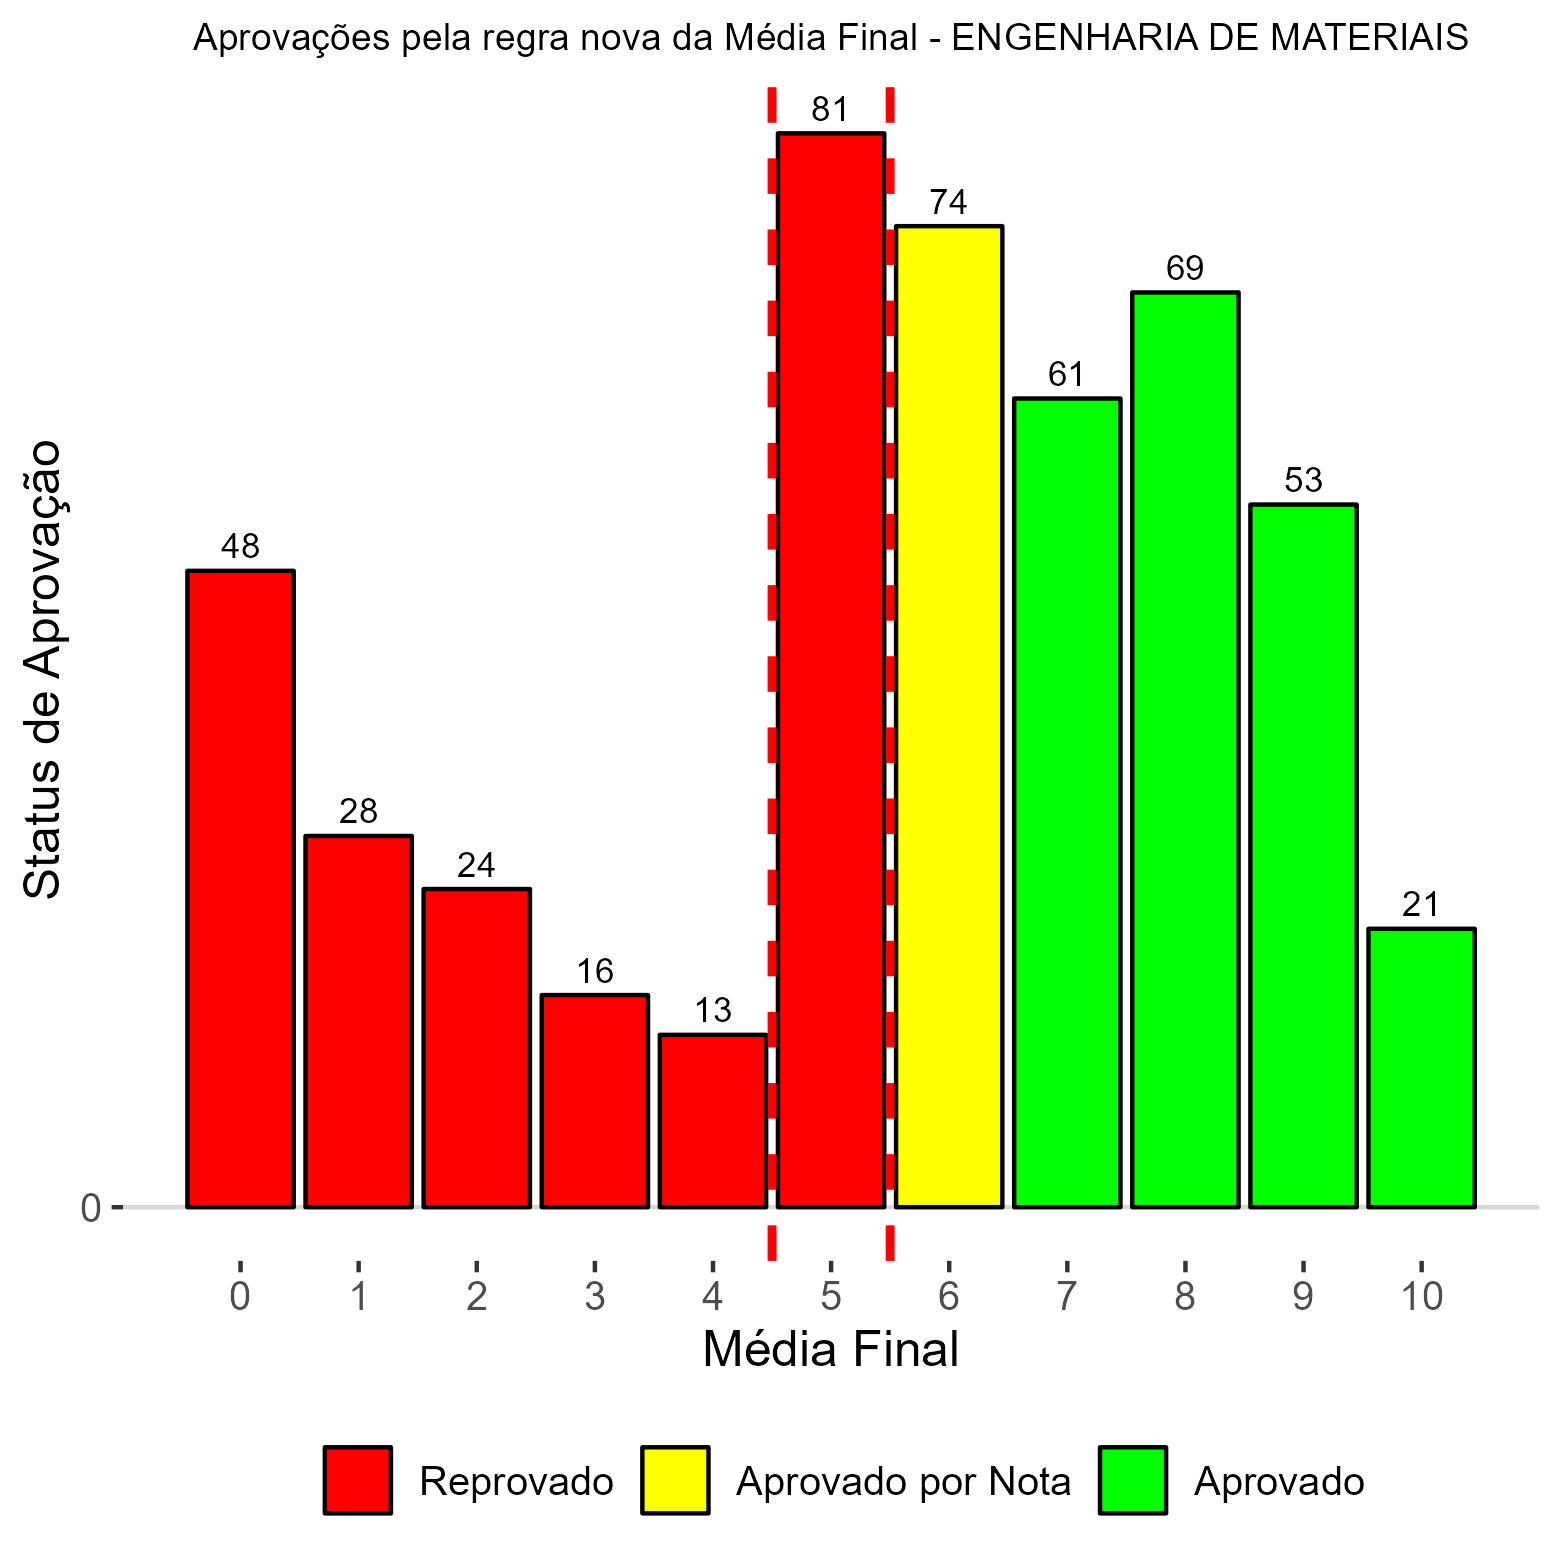 Aprovações pela regra nova da Média Final - ENGENHARIA DE MATERIAIS
81
74
69
61
53
48
28
24
21
16
13
Status de Aprovação
0
0 1 2 3 4 5 6 7 8 9 10
Média Final
Reprovado Aprovado por Nota Aprovado